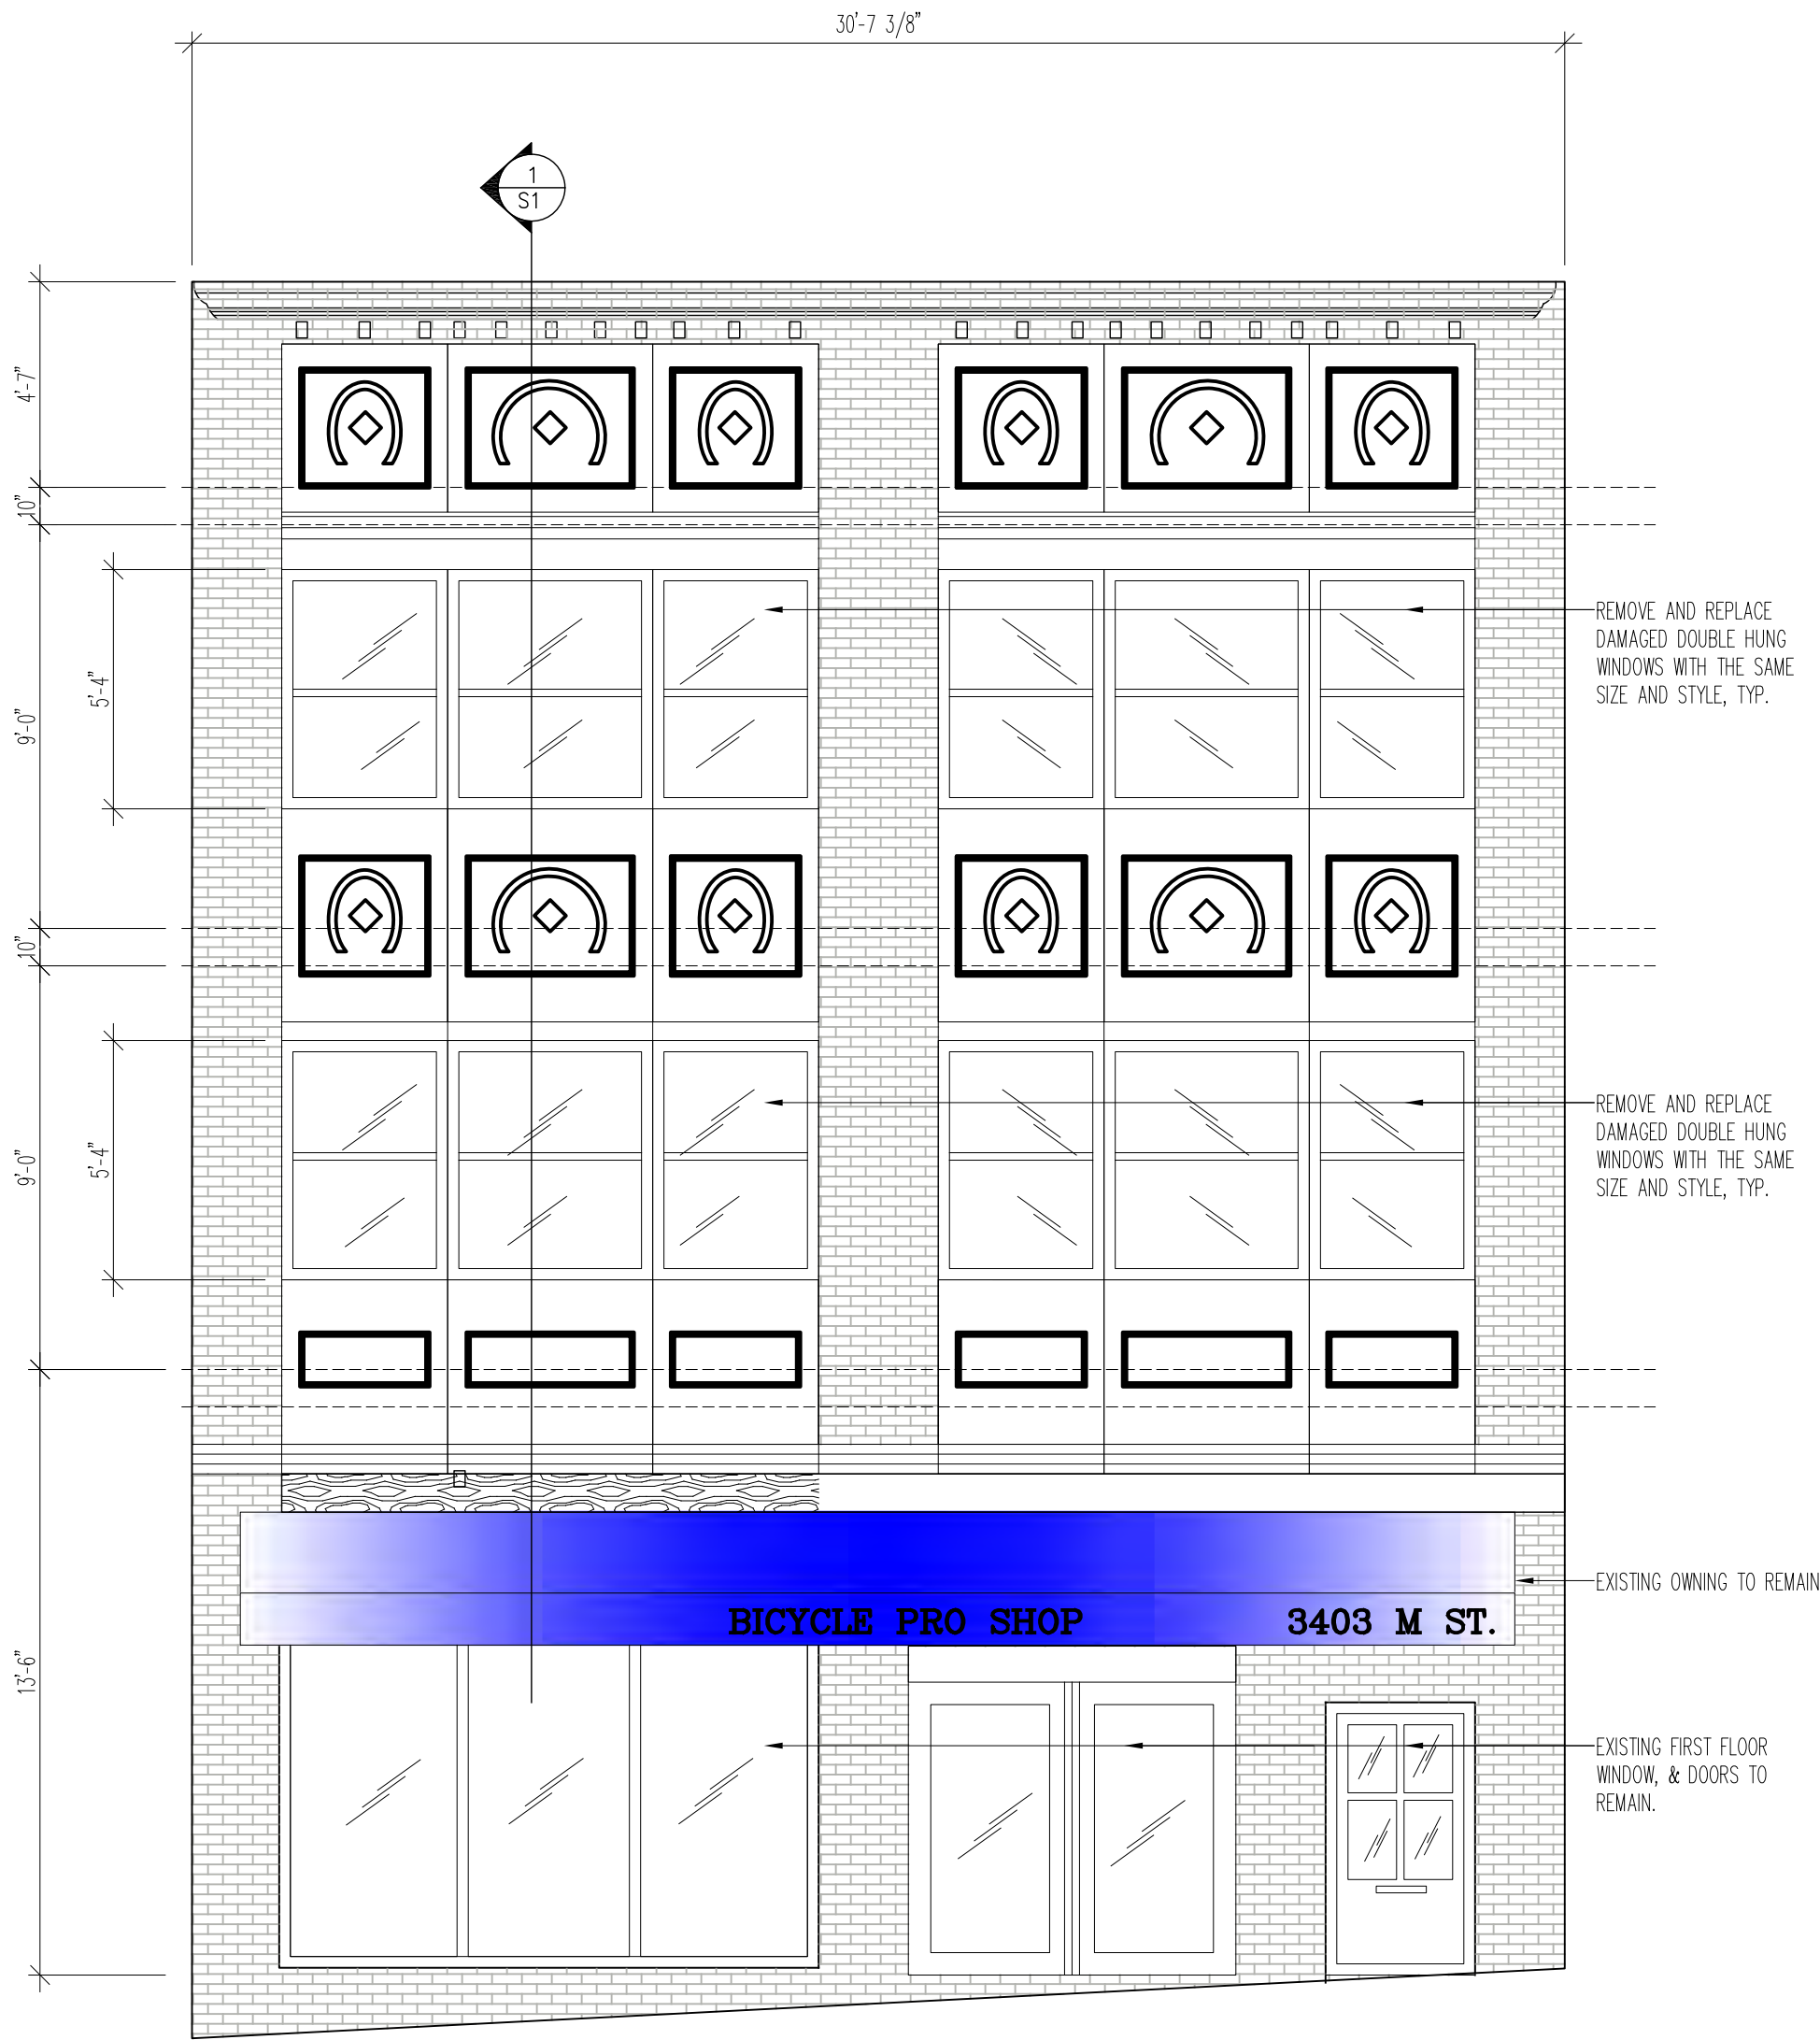 30'-7 3/8"
1
S1
4'-7"
10"
9'-0"
5'-4"
REMOVE AND REPLACE
DAMAGED DOUBLE HUNG
WINDOWS WITH THE SAME
SIZE AND STYLE, TYP.
10"
9'-0"
5'-4"
REMOVE AND REPLACE
DAMAGED DOUBLE HUNG
WINDOWS WITH THE SAME
SIZE AND STYLE, TYP.
EXISTING OWNING TO REMAIN
BICYCLE PRO SHOP 3403 M ST.
13'-6"
EXISTING FIRST FLOOR
WINDOW, & DOORS TO
REMAIN.